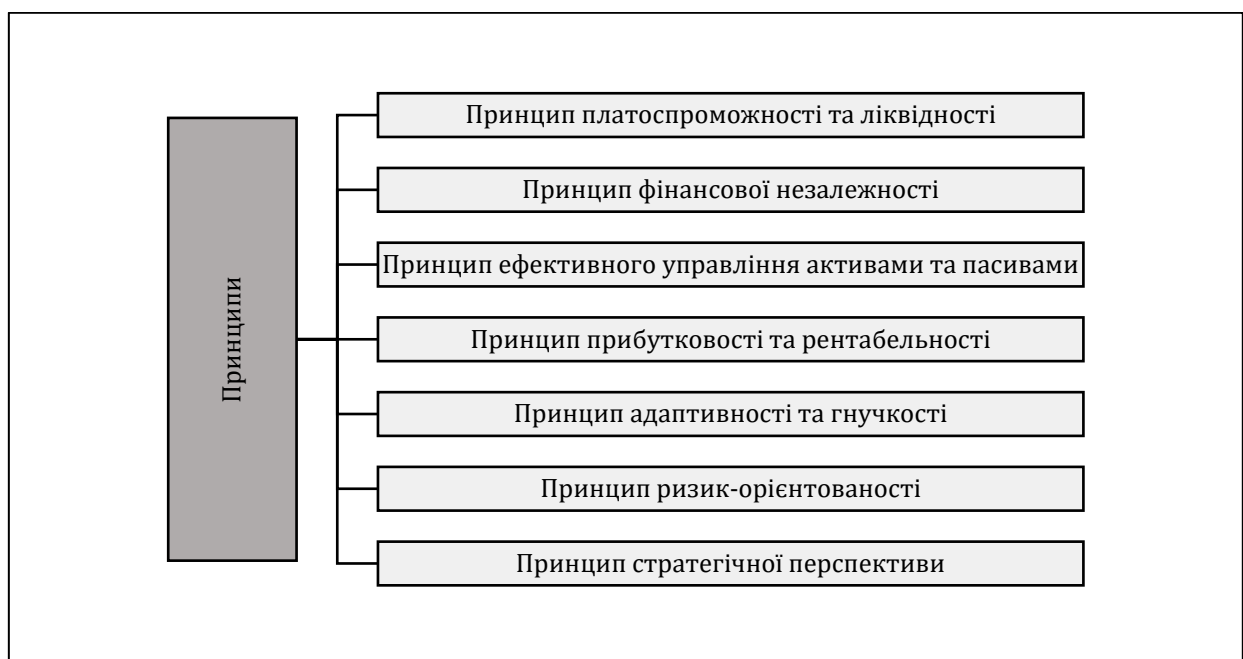 Принципи
Принцип платоспроможності та ліквідності
Принцип фінансової незалежності
Принцип ефективного управління активами та пасивами
Принцип прибутковості та рентабельності
Принцип адаптивності та гнучкості
Принцип ризик-орієнтованості
Принцип стратегічної перспективи